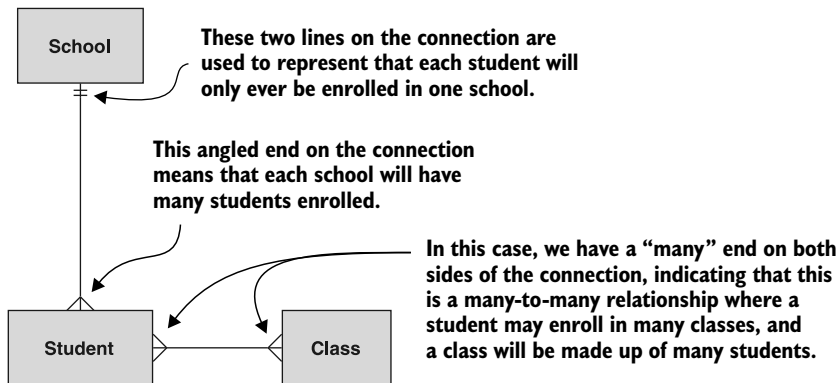 School
These two lines on the connection are
used to represent that each student will
only ever be enrolled in one school.
This angled end on the connection
means that each school will have
many students enrolled.
In this case, we have a “many” end on both
sides of the connection, indicating that this
is a many-to-many relationship where a
student may enroll in many classes, and
a class will be made up of many students.
Student
Class